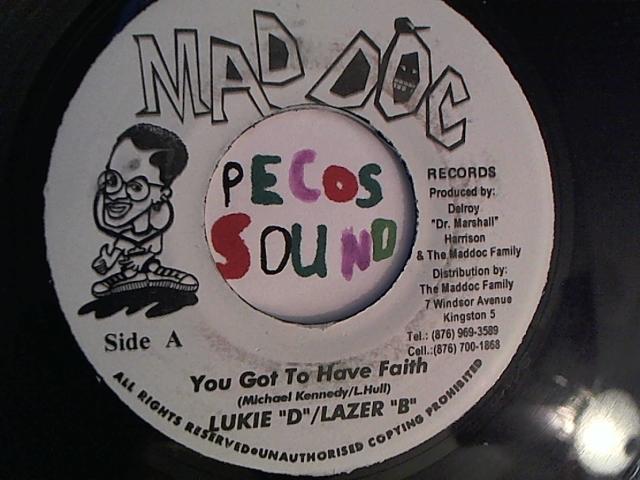 MAD DOC
PECOS
SOUND
RECORDS
Produced by:
Delroy
"Dr. Marshall"
Harrison
& The Maddoc Family
Distribution by:
The Maddoc Family
7 Windsor Avenue
Kingston 5
Tel.: (876) 969-3589
Cell.:(876) 700-1868
Side A
You Got To Have Faith
(Michael Kennedy/L.Hull)
LUKIE "D"/LAZER "B"
ALL RIGHTS RESERVED•UNAUTHORISED COPYING PROHIBITED